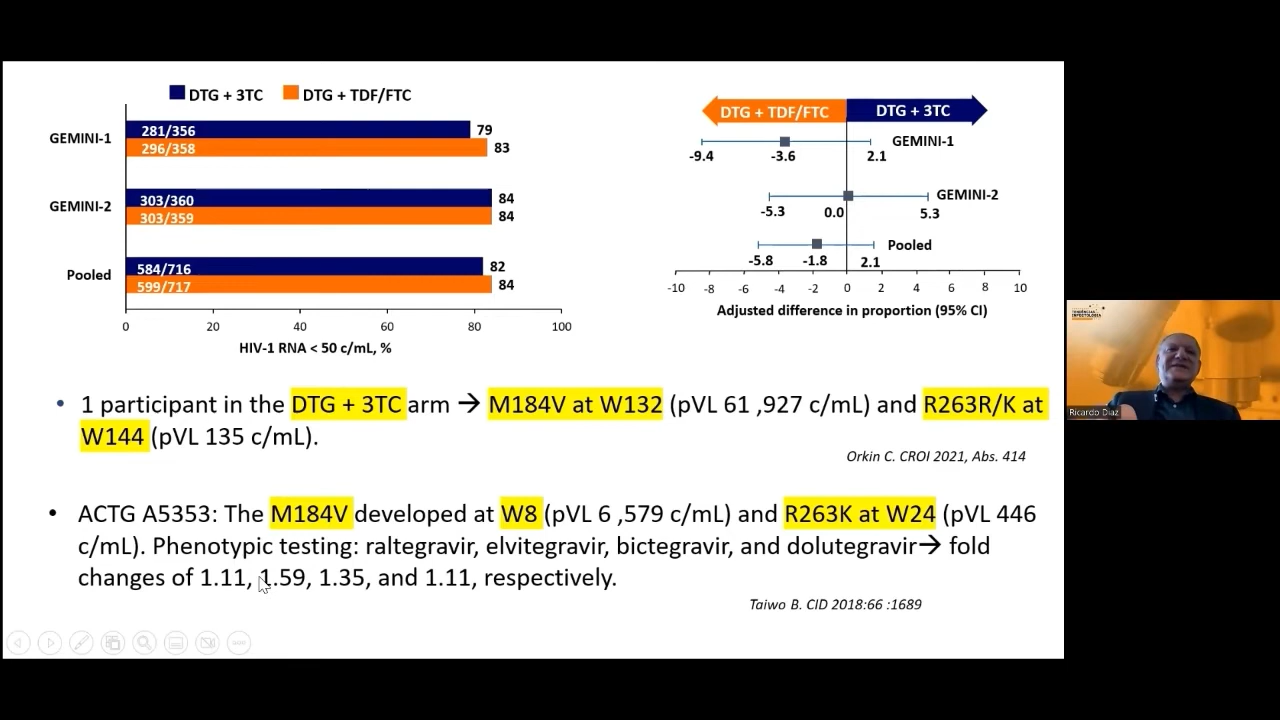 DTG + 3TC DTG + TDF/FTC
GEMINI-1 281/356 79
296/358 83
GEMINI-2 303/360 84
303/359 84
Pooled 584/716 82
599/717 84
0 20 40 60 80 100
HIV-1 RNA < 50 c/mL, %
DTG + TDF/FTC DTG + 3TC
GEMINI-1
-9.4 -3.6 2.1
GEMINI-2
-5.3 0.0 5.3
Pooled
-5.8 -1.8 2.1
-10 -8 -6 -4 -2 0 2 4 6 8 10
Adjusted difference in proportion (95% CI)
• 1 participant in the DTG + 3TC arm → M184V at W132 (pVL 61 ,927 c/mL) and R263R/K at
W144 (pVL 135 c/mL).
Orkin C. CROI 2021, Abs. 414
• ACTG A5353: The M184V developed at W8 (pVL 6 ,579 c/mL) and R263K at W24 (pVL 446
c/mL). Phenotypic testing: raltegravir, elvitegravir, bictegravir, and dolutegravir→ fold
changes of 1.11, 1.59, 1.35, and 1.11, respectively.
Taiwo B. CID 2018:66 :1689
INFECTOLOGIA
Ricardo Diaz